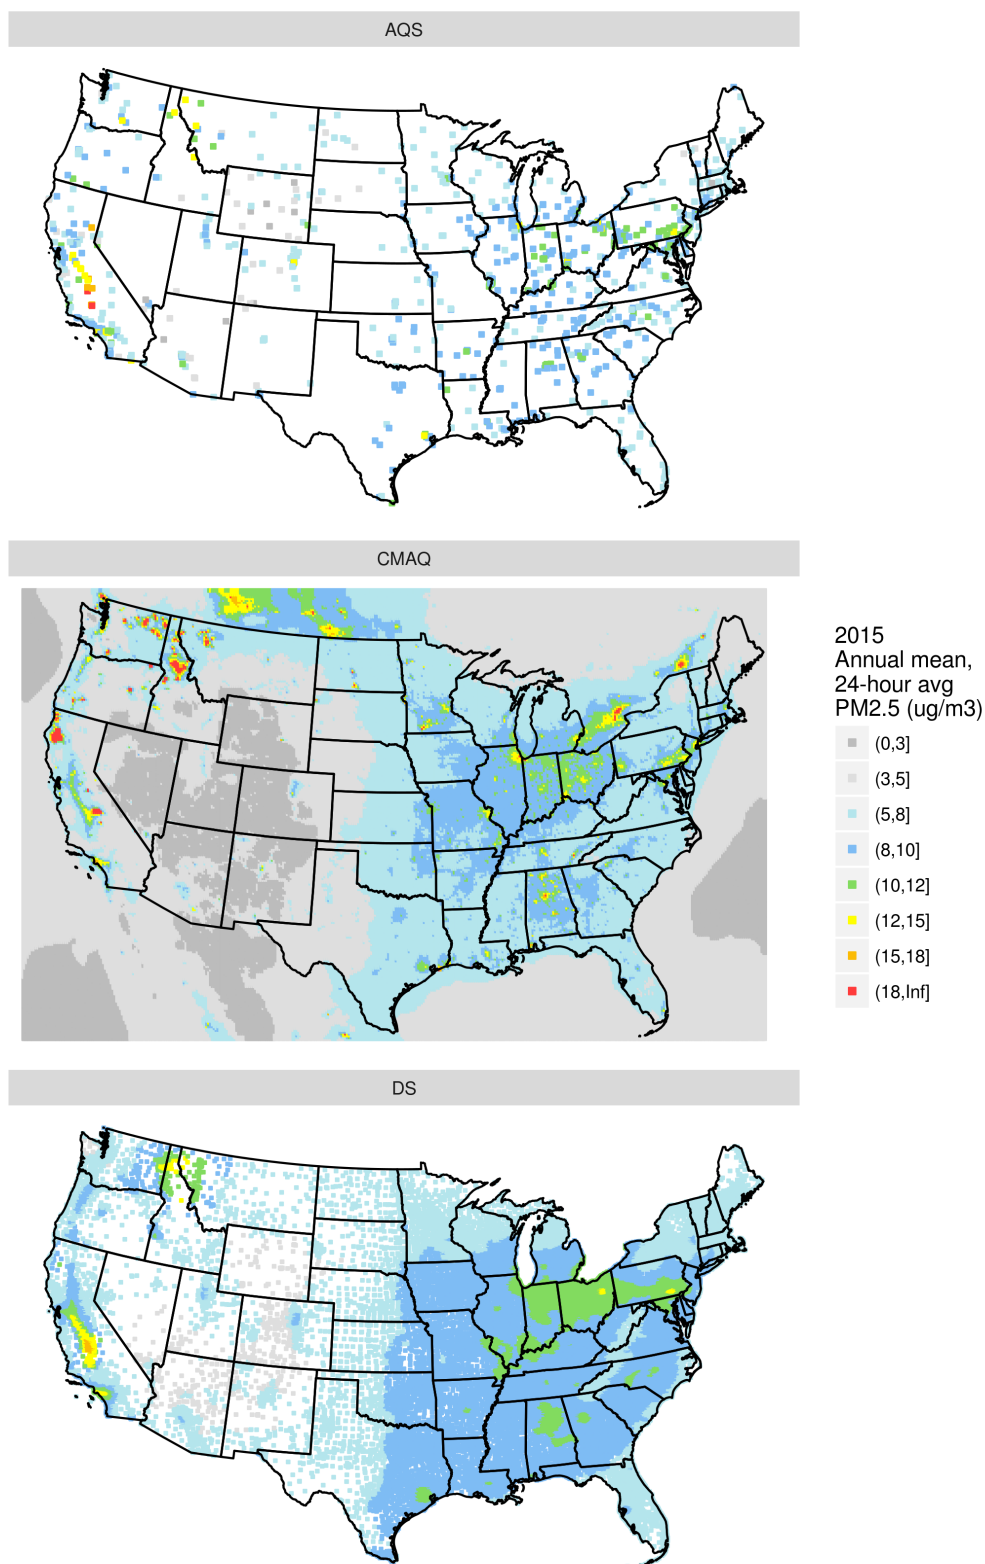 AQS
CMAQ
2015
Annual mean,
24-hour avg
PM2.5 (ug/m3)
(0,3]
(3,5]
(5,8]
(8,10]
(10,12]
(12,15]
(15,18]
(18,Inf]
DS